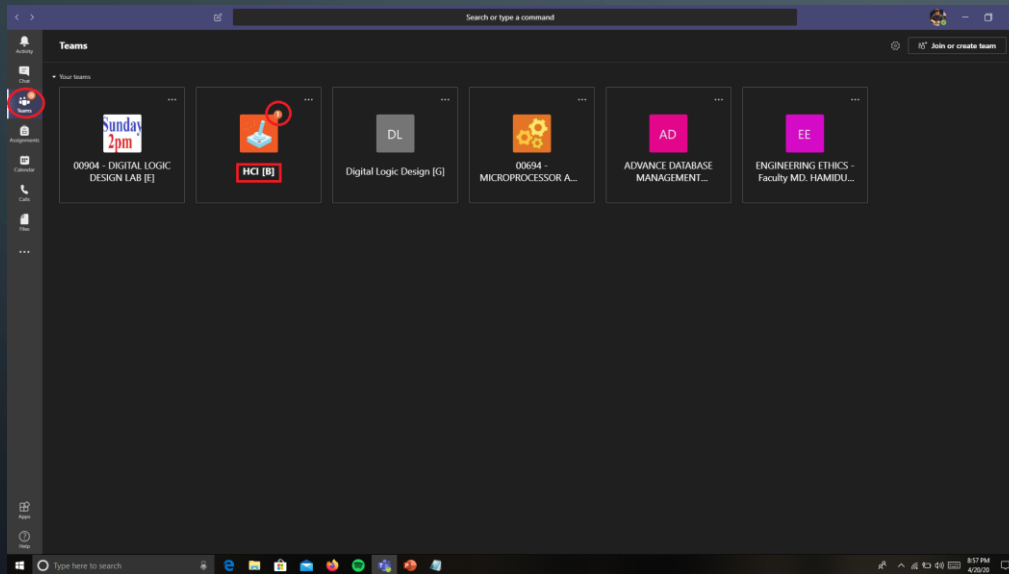 Search or type a command
Activity
Chat
Teams
Assignments
Calendar
Calls
Files
Apps
Help
Teams
Join or create team
Your teams
Sunday
2pm
00904 - DIGITAL LOGIC
DESIGN LAB [E]
HCI [B]
DL
Digital Logic Design [G]
00694 -
MICROPROCESSOR A...
AD
ADVANCE DATABASE
MANAGEMENT...
EE
ENGINEERING ETHICS -
Faculty MD. HAMIDU...
Type here to search
8:57 PM
4/20/20